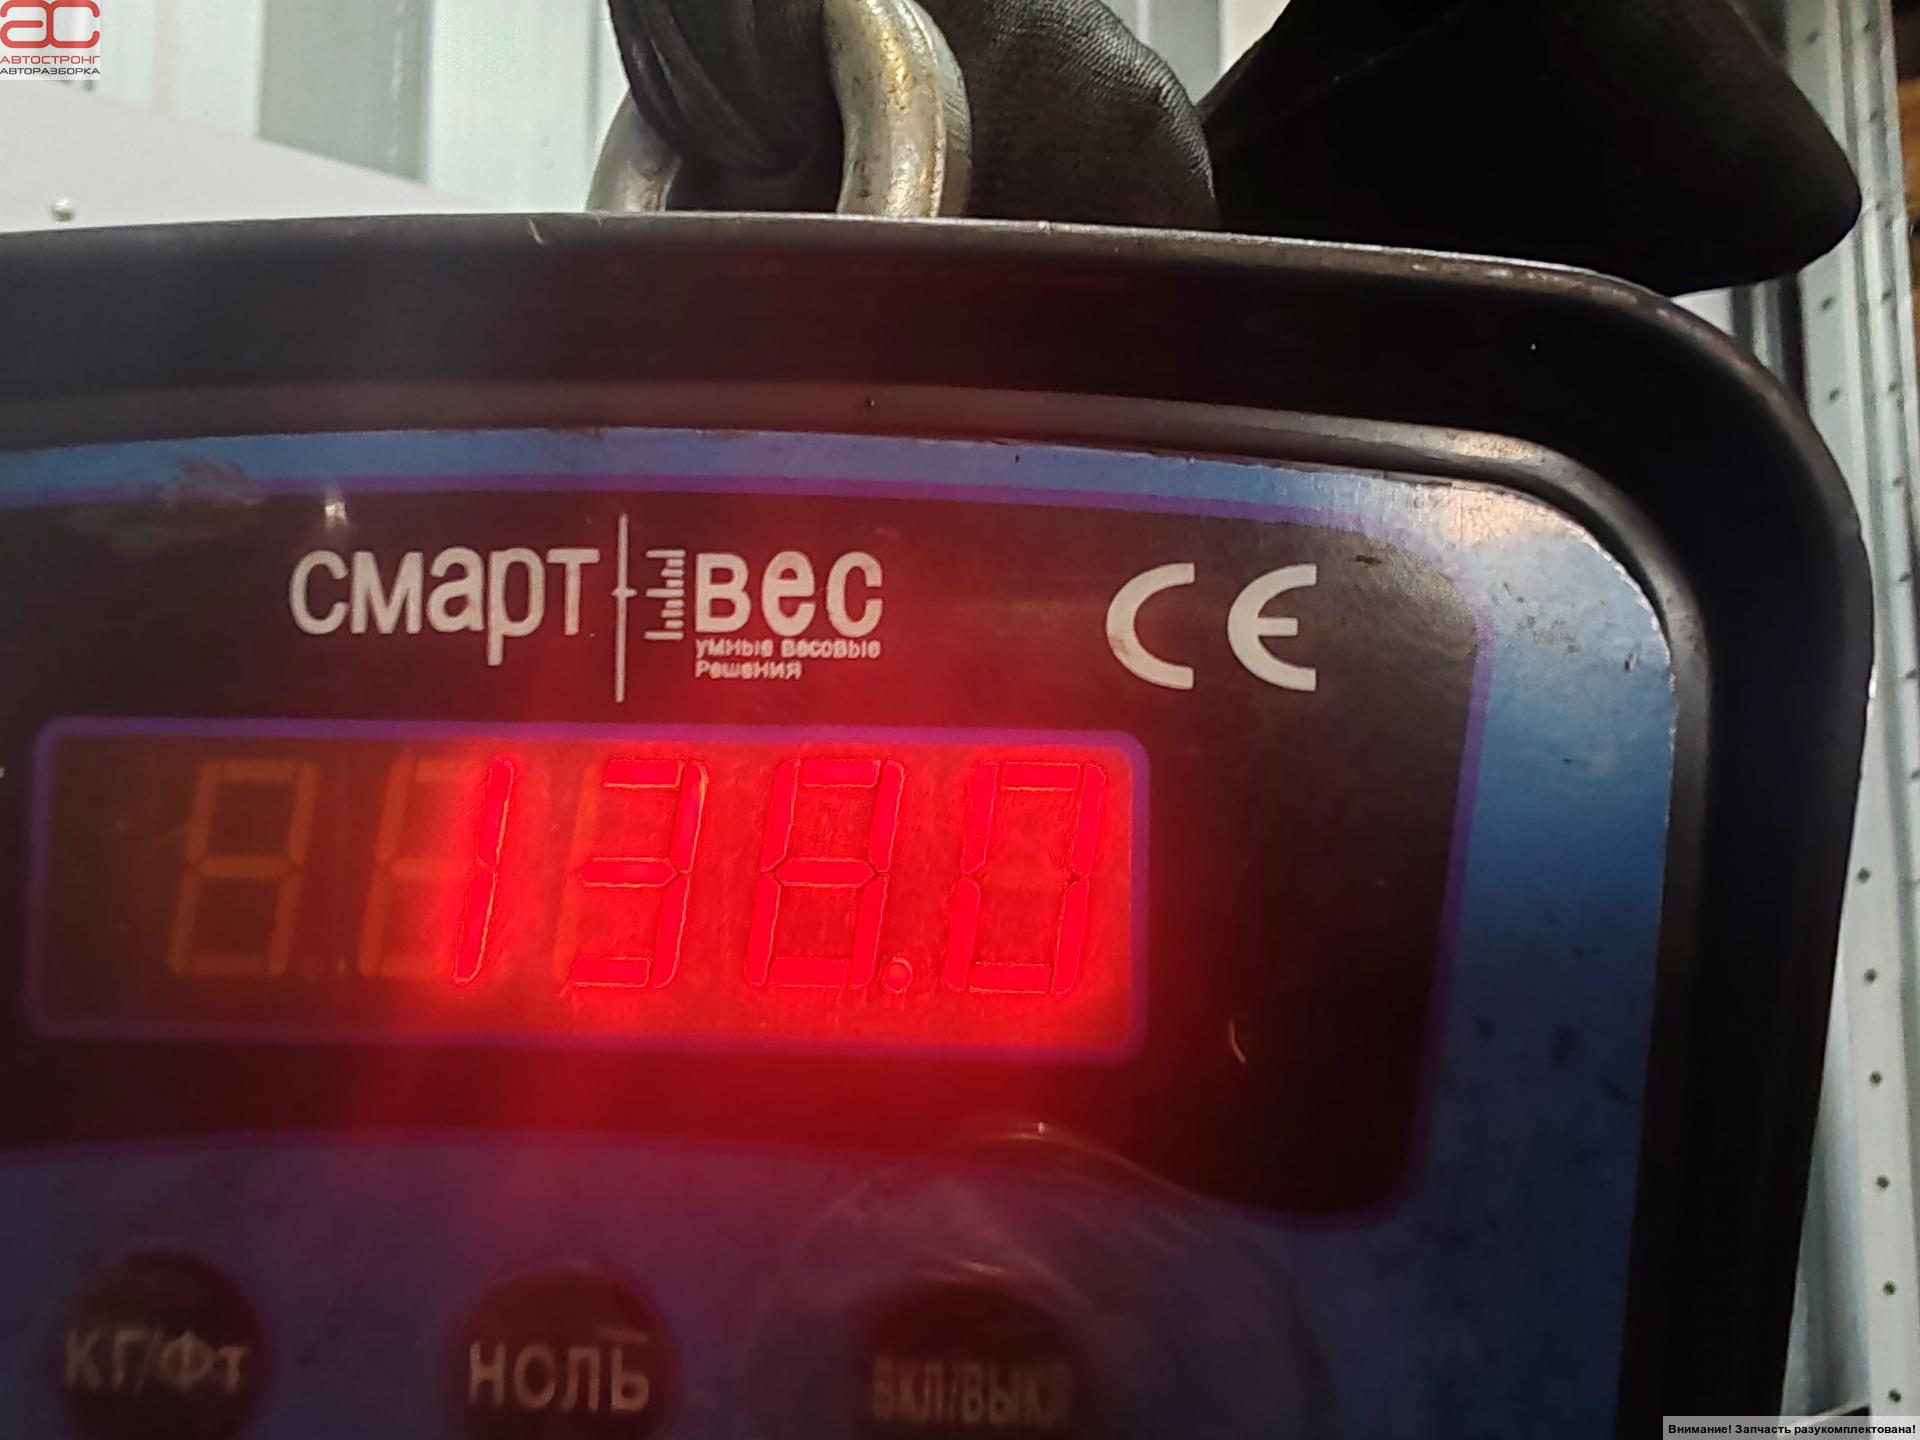 ас
АВТОСТРОНГ
АВТОРАЗБОРКА
смарт вес
умные весовые
решения
CE
138.0
КГ/Фт
НОЛЬ
ВКЛ/ВЫКЛ
Внимание! Запчасть разукомплектована!